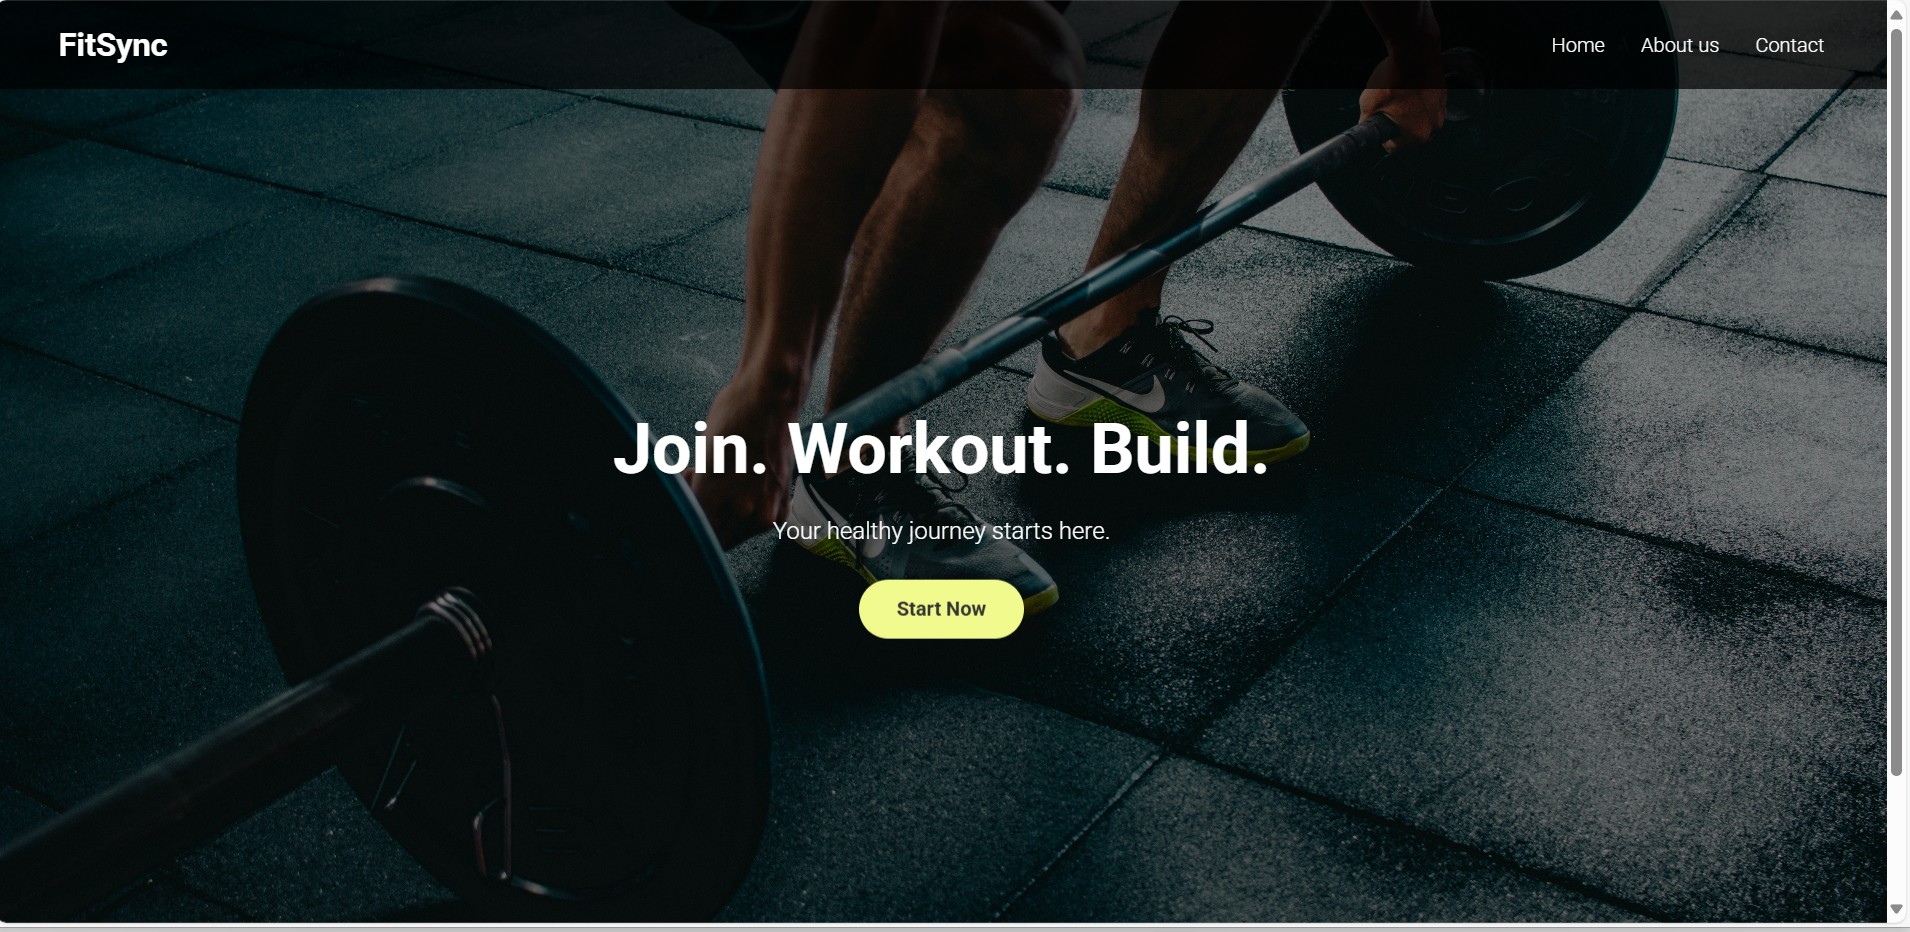 FitSync
Home
About us
Contact
Join. Workout. Build.
Your healthy journey starts here.
Start Now